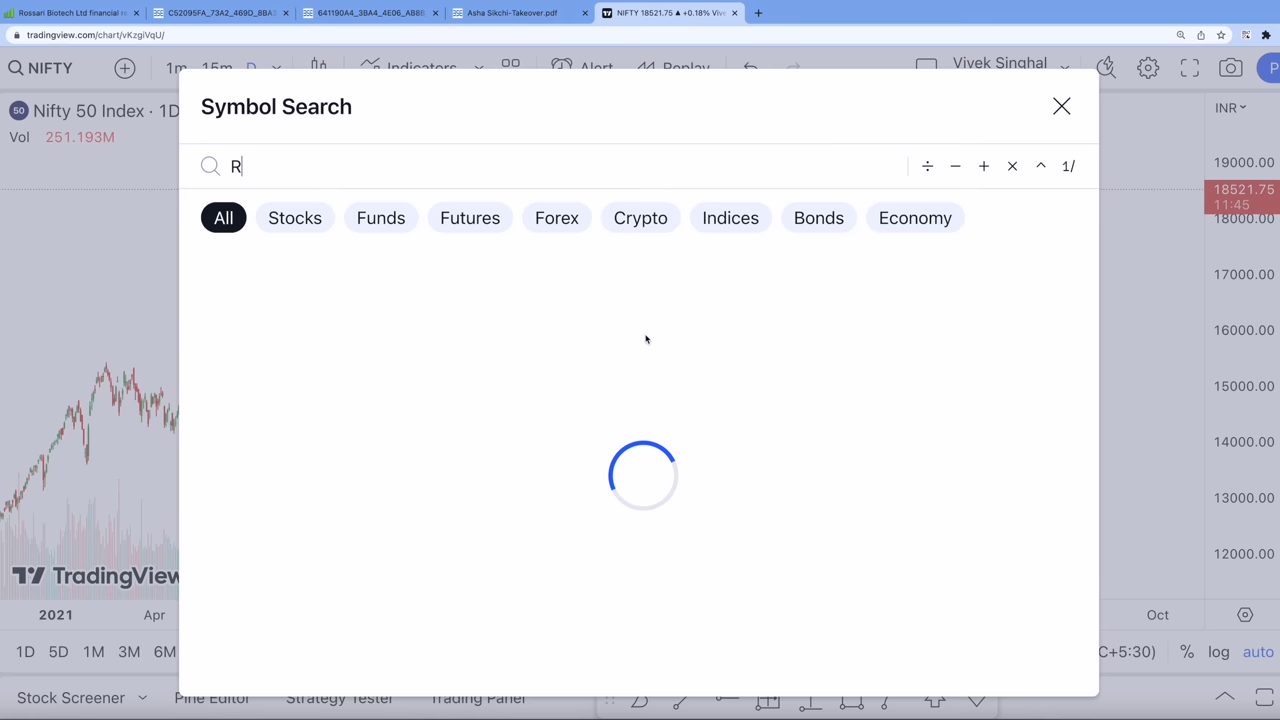 Rossari Biotech Ltd financial re
C52095FA_73A2_469D_8BA3
641190A4_3BA4_4E06_AB8B
Asha Sikchi-Takeover.pdf
NIFTY 18521.75 ▲ +0.18% Vive
tradingview.com/chart/vKzgiVqU/
NIFTY
1m
15m
D
Indicators
Alert
Replay
Vivek Singhal
P
50 Nifty 50 Index · 1D
Vol 251.193M
INR
Symbol Search
R
÷ − + × ^ 1/
All
Stocks
Funds
Futures
Forex
Crypto
Indices
Bonds
Economy
19000.00
18521.75
11:45
18000.00
17000.00
16000.00
15000.00
14000.00
13000.00
12000.00
TradingView
2021
Apr
Oct
1D 5D 1M 3M 6M
C+5:30) % log auto
Stock Screener
Pine Editor
Strategy Tester
Trading Panel